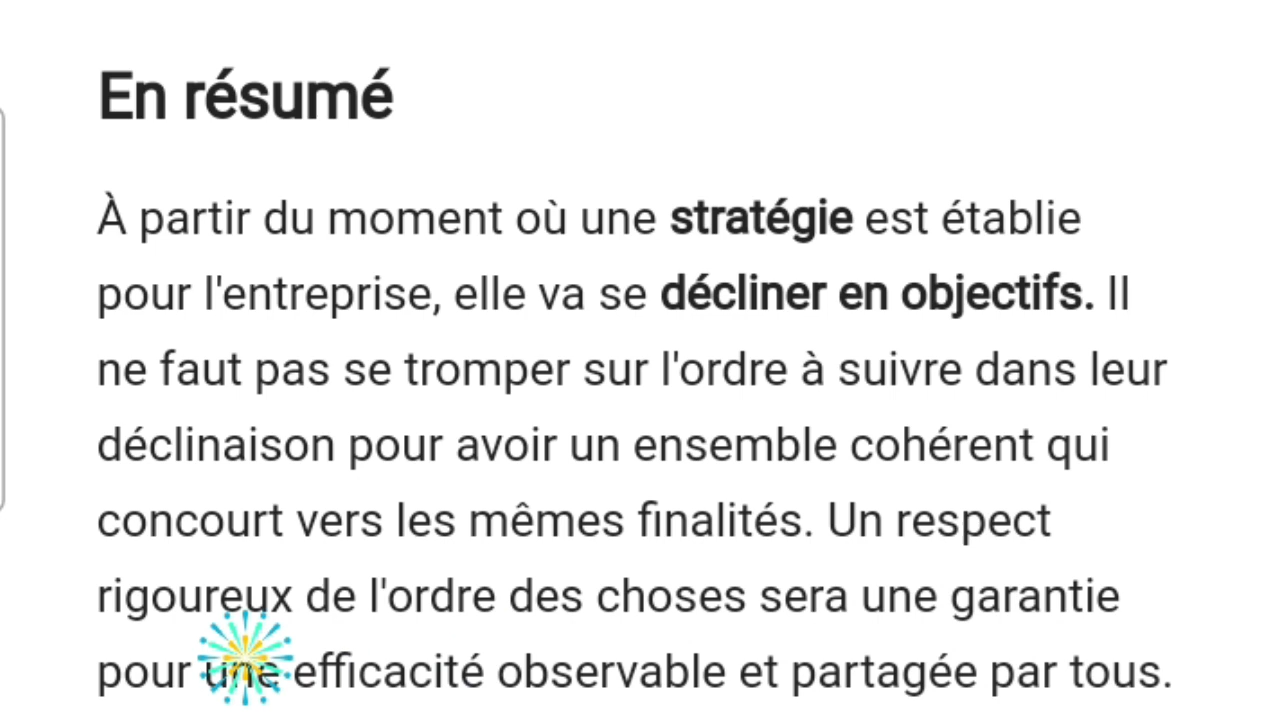 En résumé
À partir du moment où une stratégie est établie
pour l'entreprise, elle va se décliner en objectifs. Il
ne faut pas se tromper sur l'ordre à suivre dans leur
déclinaison pour avoir un ensemble cohérent qui
concourt vers les mêmes finalités. Un respect
rigoureux de l'ordre des choses sera une garantie
pour une efficacité observable et partagée par tous.